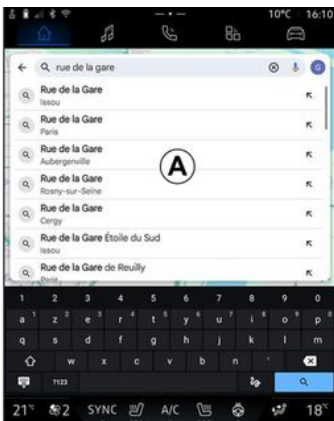 10°C 16:10
rue de la gare
G
Rue de la Gare
Issou
Rue de la Gare
Paris
Rue de la Gare
Aubergenville
Rue de la Gare
Rosny-sur-Seine
Rue de la Gare
Cergy
Rue de la Gare Étoile du Sud
Issou
Rue de la Gare de Reuilly
Paris
A
1 2 3 4 5 6 7 8 9 0
a z e r t y u i o p
q s d f g h j k l m
w x c v b n '
?123
21° 2 SYNC A/C 18°